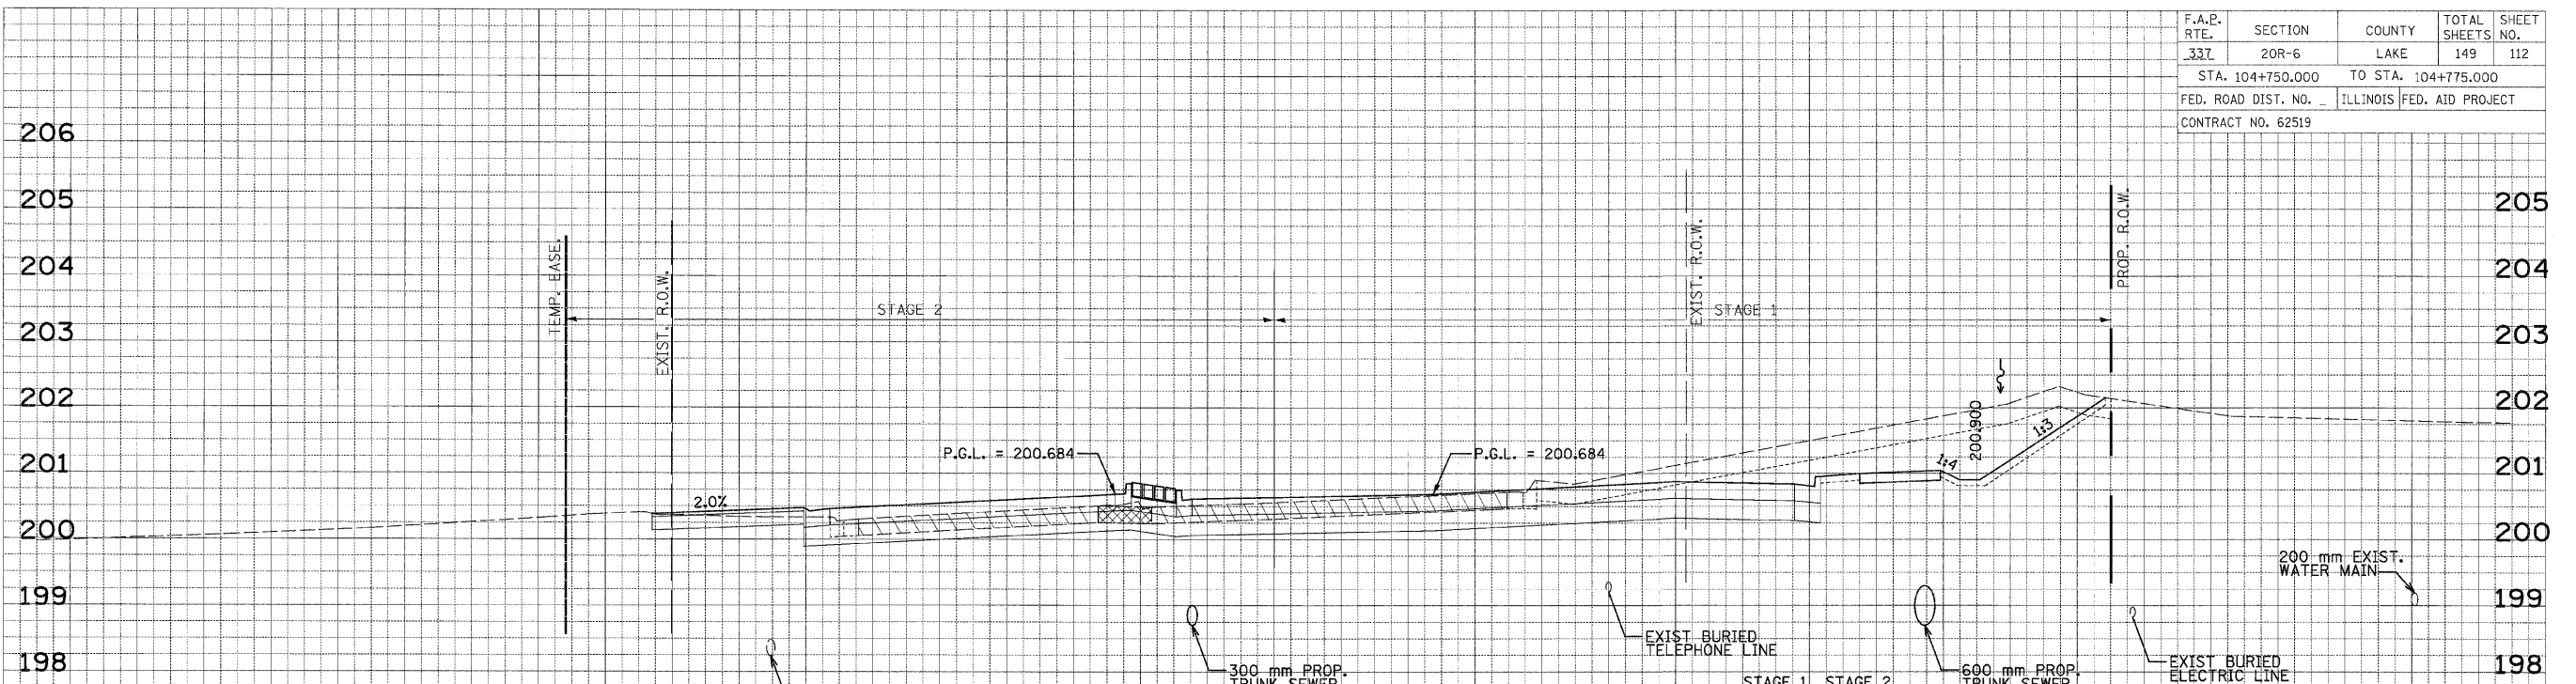 F.A.P. RTE. SECTION COUNTY TOTAL SHEETS SHEET NO.
337 20R-6 LAKE 149 112
STA. 104+750.000 TO STA. 104+775.000
FED. ROAD DIST. NO. _ ILLINOIS FED. AID PROJECT
CONTRACT NO. 62519
206
205
205
PROP. R.O.W.
EXIST. R.O.W.
TEMP. EASE.
EXIST. R.O.W.
204
204
STAGE 2
STAGE 1
203
203
202
202
200.900
1:3
P.G.L. = 200.684
P.G.L. = 200.684
201
1:4
201
2.0%
200
200
200 mm EXIST.
WATER MAIN
199
199
EXIST BURIED
TELEPHONE LINE
198
300 mm PROP.
TRUNK SEWER
600 mm PROP.
TRUNK SEWER
EXIST BURIED
ELECTRIC LINE
198
STAGE 1 STAGE 2